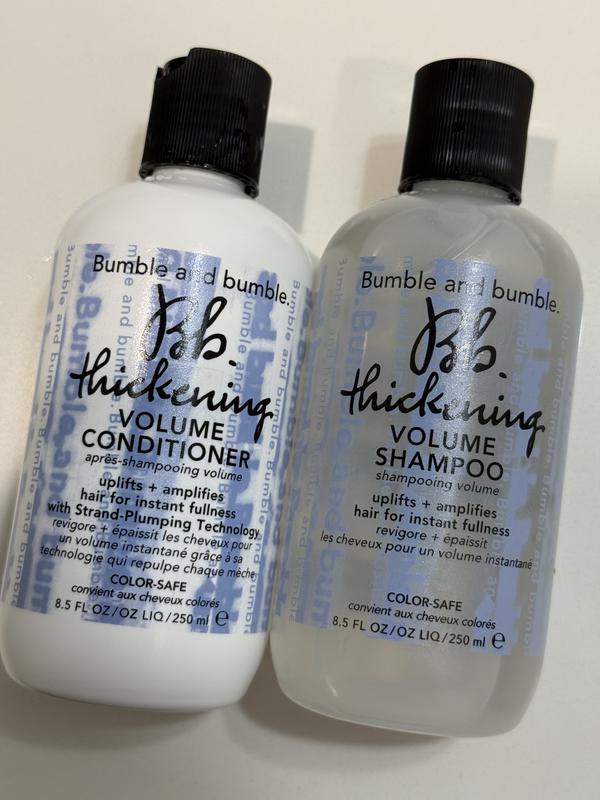 Bumble and bumble.
Bb.
thickening
VOLUME
CONDITIONER
après-shampooing volume
uplifts + amplifies
hair for instant fullness
with Strand-Plumping Technology
revigore + épaissit les cheveux pour
un volume instantané grâce à sa
technologie qui repulpe chaque mèche
COLOR-SAFE
convient aux cheveux colorés
8.5 FL OZ/OZ LIQ/250 ml e
Bumble and bumble.
Bb.
thickening
VOLUME
SHAMPOO
shampooing volume
uplifts + amplifies
hair for instant fullness
revigore + épaissit
les cheveux pour un volume instantané
COLOR-SAFE
convient aux cheveux colorés
8.5 FL OZ/OZ LIQ/250 ml e